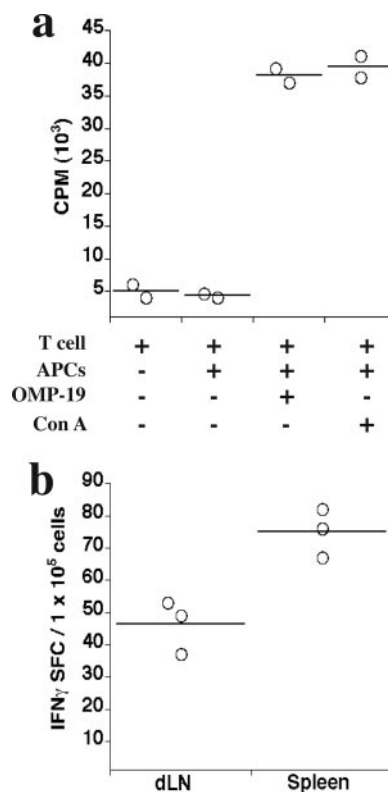 a
CPM (10³)
45
40
35
30
25
20
15
10
5
T cell + + + +
APCs - + + +
OMP-19 - - + -
Con A - - - +
b
IFNγ SFC / 1 x 10⁵ cells
90
80
70
60
50
40
30
20
10
dLN Spleen